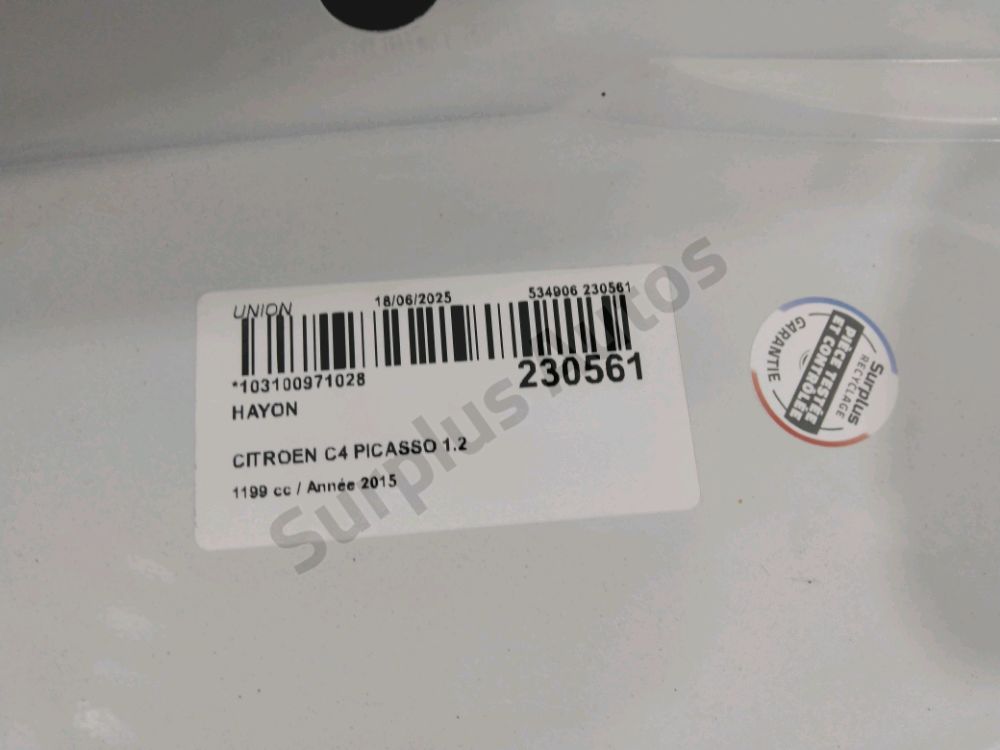 UNION 18/06/2025 534906 230561
*103100971028 230561
HAYON
CITROEN C4 PICASSO 1.2
1199 cc / Année 2015
GARANTIE
PIÈCE TESTÉE
ET CONTRÔLÉE
Surplus
RECYCLAGE
Surplus Autos